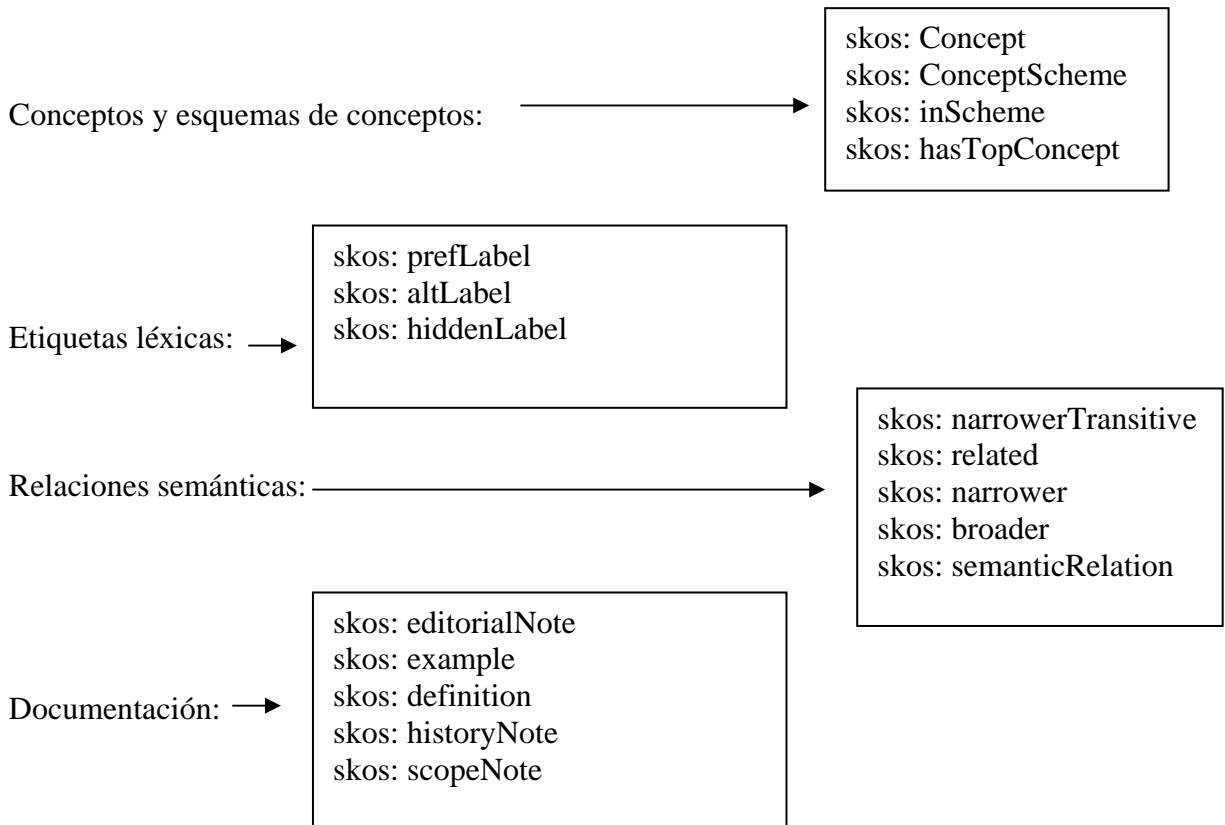 Conceptos y esquemas de conceptos:
skos: Concept
skos: ConceptScheme
skos: inScheme
skos: hasTopConcept
Etiquetas léxicas:
skos: prefLabel
skos: altLabel
skos: hiddenLabel
Relaciones semánticas:
skos: narrowerTransitive
skos: related
skos: narrower
skos: broader
skos: semanticRelation
Documentación:
skos: editorialNote
skos: example
skos: definition
skos: historyNote
skos: scopeNote